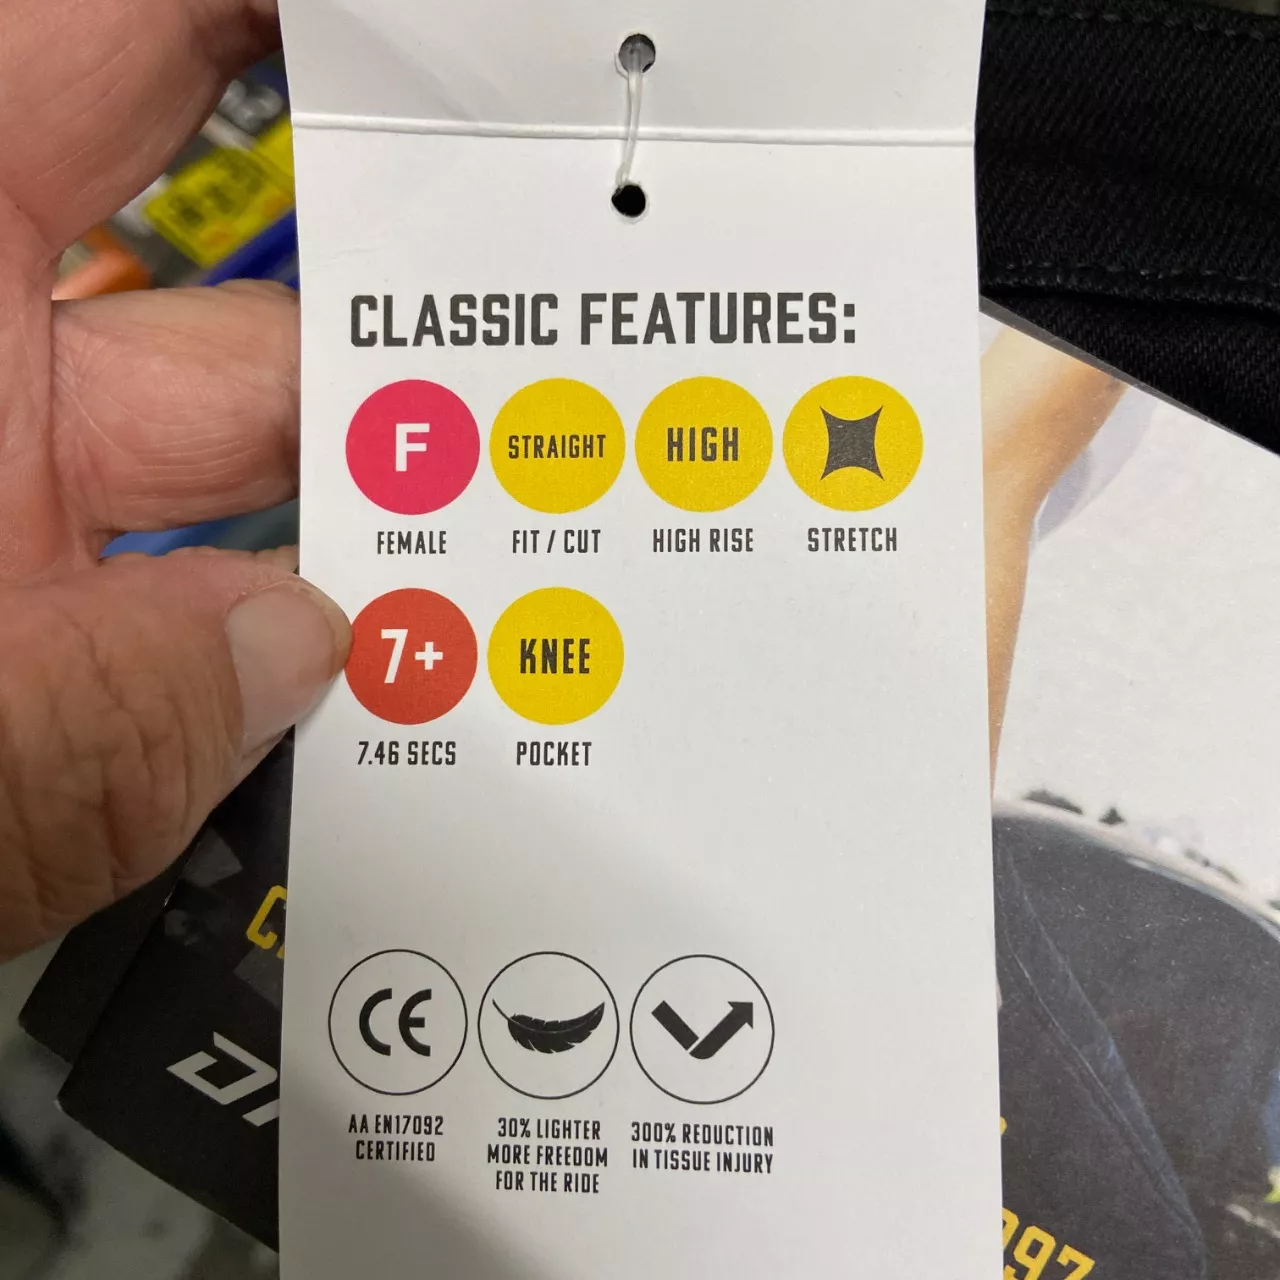 CLASSIC FEATURES:
F
STRAIGHT
HIGH
FEMALE
FIT / CUT
HIGH RISE
STRETCH
7+
KNEE
7.46 SECS
POCKET
CE
AA EN17092
CERTIFIED
30% LIGHTER
MORE FREEDOM
FOR THE RIDE
300% REDUCTION
IN TISSUE INJURY